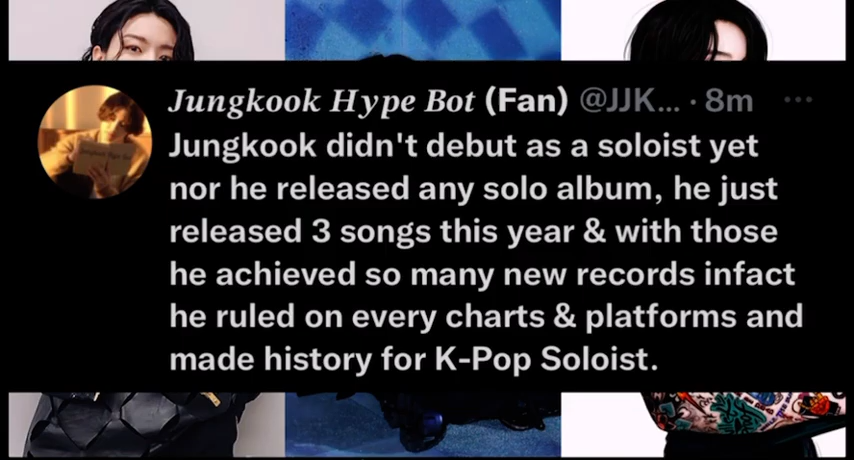 Jungkook Hype Bot (Fan) @JJK... · 8m ...
Jungkook didn't debut as a soloist yet
nor he released any solo album, he just
released 3 songs this year & with those
he achieved so many new records infact
he ruled on every charts & platforms and
made history for K-Pop Soloist.